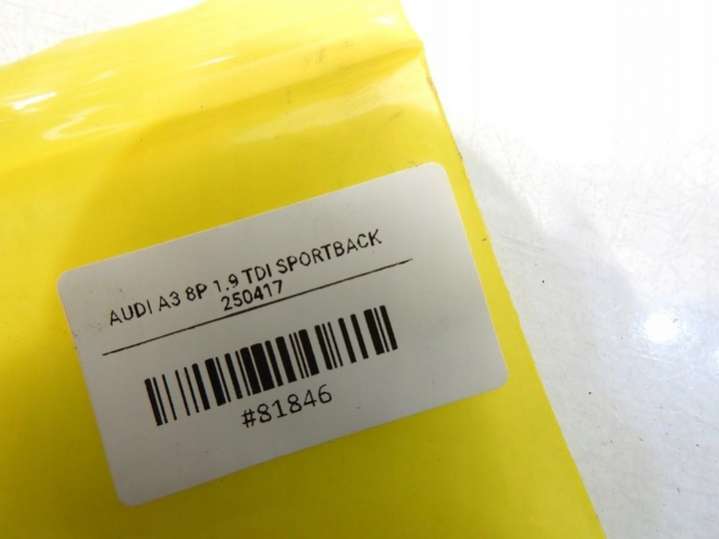 AUDI A3 8P 1.9 TDI SPORTBACK
250417
#81846